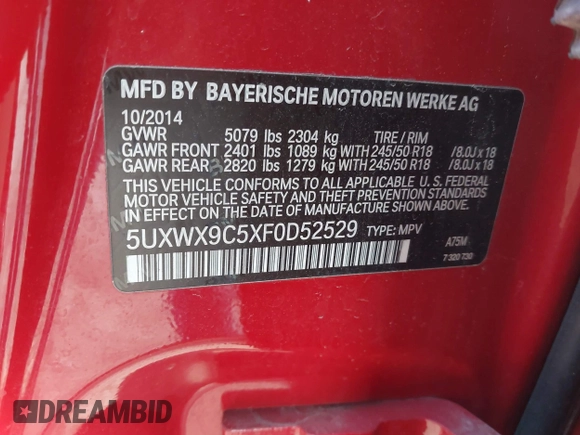 MFD BY BAYERISCHE MOTOREN WERKE AG
10/2014
GVWR 5079 lbs 2304 kg TIRE / RIM
GAWR FRONT 2401 lbs 1089 kg WITH 245/50 R18 /8.0J x 18
GAWR REAR 2820 lbs 1279 kg WITH 245/50 R18 /8.0J x 18
THIS VEHICLE CONFORMS TO ALL APPLICABLE U. S. FEDERAL
MOTOR VEHICLE SAFETY AND THEFT PREVENTION STANDARDS
IN EFFECT ON THE DATE OF MANUFACTURE SHOWN ABOVE.
5UXWX9C5XF0D52529 TYPE: MPV
A75M
7 320 730
DREAMBID